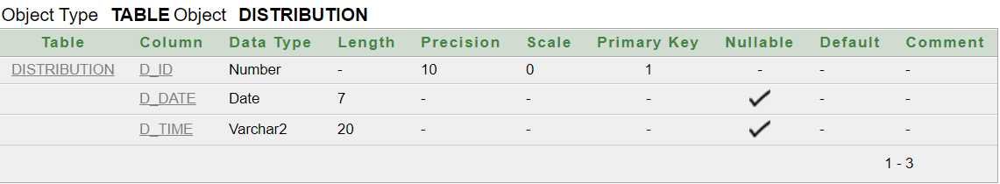 Object Type TABLE Object DISTRIBUTION
Table Column Data Type Length Precision Scale Primary Key Nullable Default Comment
DISTRIBUTION D_ID Number - 10 0 1 - - -
D_DATE Date 7 - - - ✓ - -
D_TIME Varchar2 20 - - - ✓ - -
1 - 3